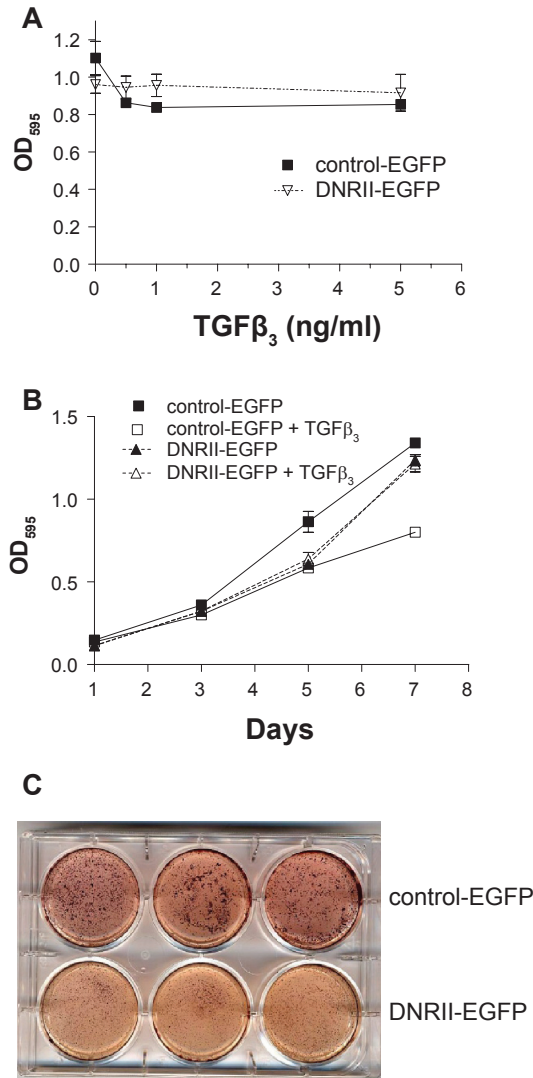 A
1.2
1.0
0.8
0.6
0.4
0.2
0.0
OD₅₉₅
control-EGFP
DNRII-EGFP
0 1 2 3 4 5 6
TGFβ₃ (ng/ml)
B
control-EGFP
control-EGFP + TGFβ₃
DNRII-EGFP
DNRII-EGFP + TGFβ₃
1.5
1.0
0.5
0.0
OD₅₉₅
1 2 3 4 5 6 7 8
Days
C
control-EGFP
DNRII-EGFP